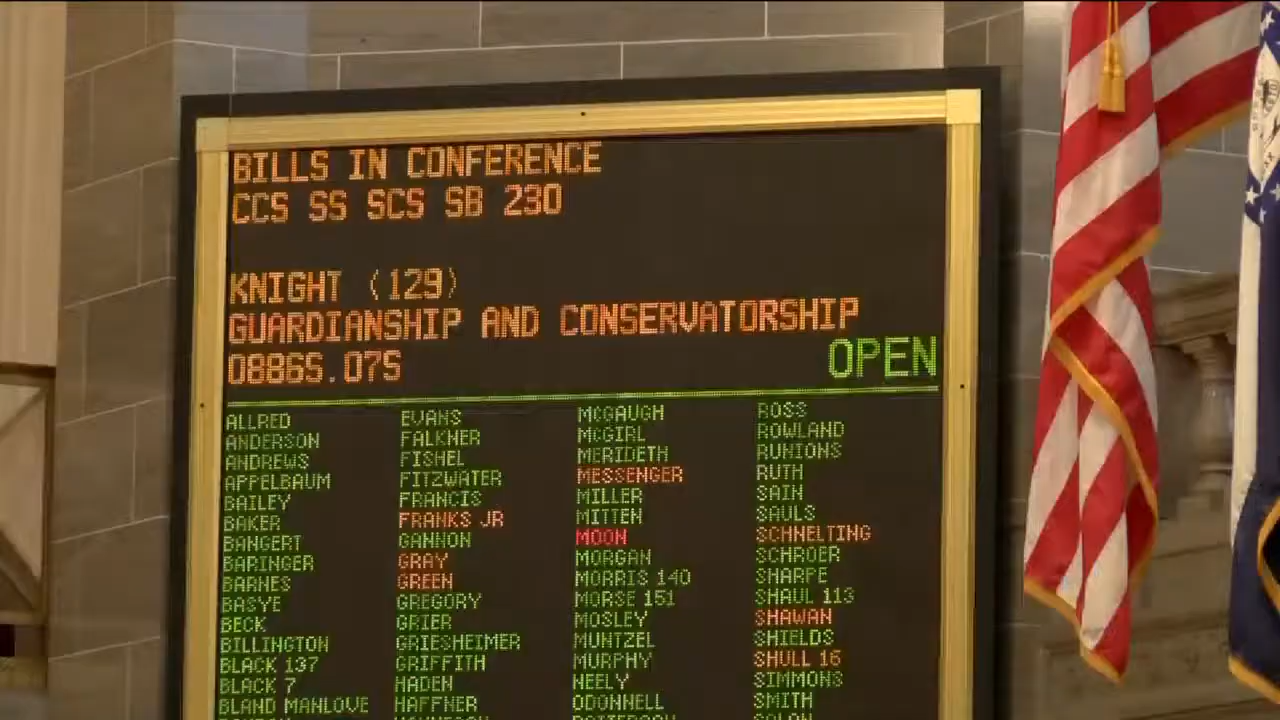 BILLS IN CONFERENCE
CCS SS SCS SB 230
KNIGHT (129)
GUARDIANSHIP AND CONSERVATORSHIP
0886S.07S
OPEN
ALLRED
ANDERSON
ANDREWS
APPELBAUM
BAILEY
BAKER
BANGERT
BARINGER
BARNES
BASYE
BECK
BILLINGTON
BLACK 137
BLACK 7
BLAND MANLOVE
EVANS
FALKNER
FISHEL
FITZWATER
FRANCIS
FRANKS JR
GANNON
GRAY
GREEN
GREGORY
GRIER
GRIESHEIMER
GRIFFITH
HADEN
HAFFNER
MCGAUGH
MCGIRL
MERIDETH
MESSENGER
MILLER
MITTEN
MOON
MORGAN
MORRIS 140
MORSE 151
MOSLEY
MUNTZEL
MURPHY
NEELY
ODONNELL
ROSS
ROWLAND
RUNIONS
RUTH
SAIN
SAULS
SCHNELTING
SCHROER
SHARPE
SHAUL 113
SHAWAN
SHIELDS
SHULL 16
SIMMONS
SMITH